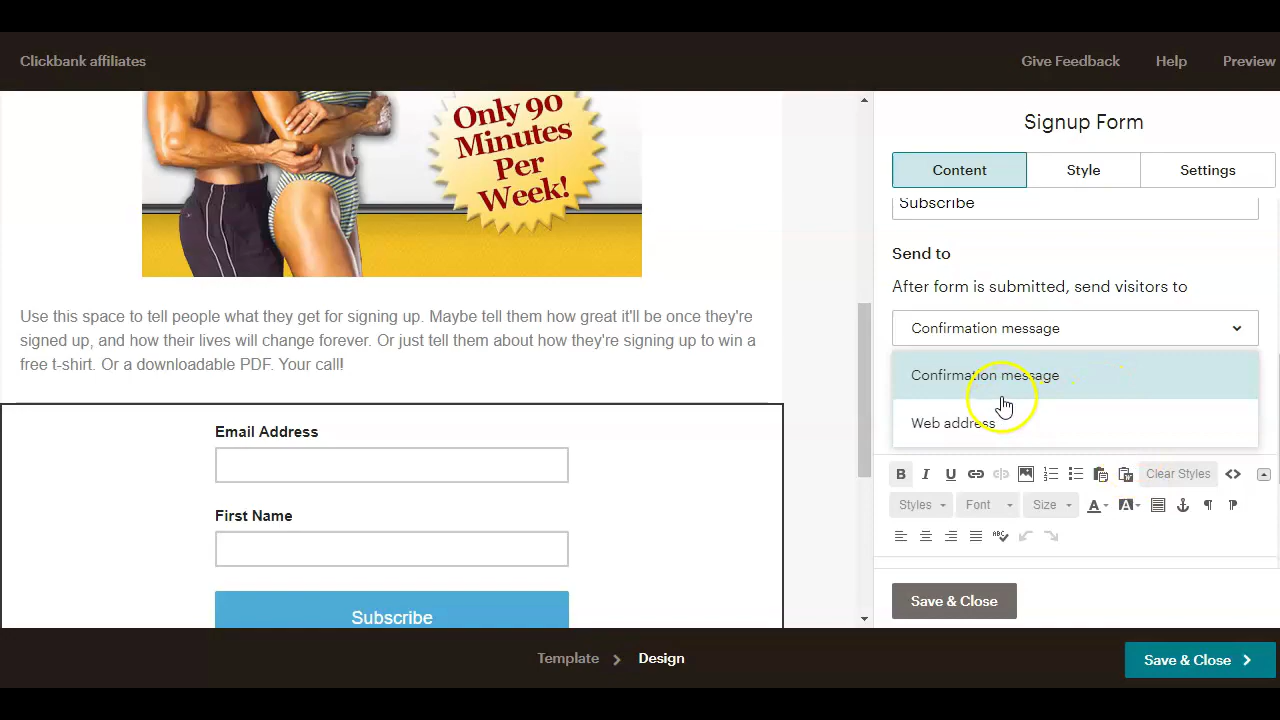 Clickbank affiliates
Give Feedback
Help
Preview
Only 90
Minutes
Per
Week!
Use this space to tell people what they get for signing up. Maybe tell them how great it'll be once they're
signed up, and how their lives will change forever. Or just tell them about how they're signing up to win a
free t-shirt. Or a downloadable PDF. Your call!
Email Address
First Name
Subscribe
Signup Form
Content
Style
Settings
Subscribe
Send to
After form is submitted, send visitors to
Confirmation message
Confirmation message
Web address
B I U Clear Styles <>
Styles Font Size A A
ABC
Save & Close
Template
Design
Save & Close